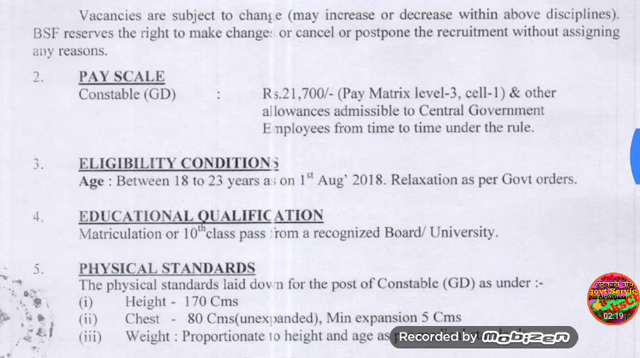 Vacancies are subject to change (may increase or decrease within above disciplines).
BSF reserves the right to make changes or cancel or postpone the recruitment without assigning
any reasons.
2. PAY SCALE
Constable (GD) : Rs.21,700/- (Pay Matrix level-3, cell-1) & other
allowances admissible to Central Government
Employees from time to time under the rule.
3. ELIGIBILITY CONDITIONS
Age : Between 18 to 23 years as on 1st Aug' 2018. Relaxation as per Govt orders.
4. EDUCATIONAL QUALIFICATION
Matriculation or 10th class pass from a recognized Board/ University.
5. PHYSICAL STANDARDS
The physical standards laid down for the post of Constable (GD) as under :-
(i) Height - 170 Cms
(ii) Chest - 80 Cms(unexpanded), Min expansion 5 Cms
(iii) Weight : Proportionate to height and age as
Recorded by Mobizen
02:19